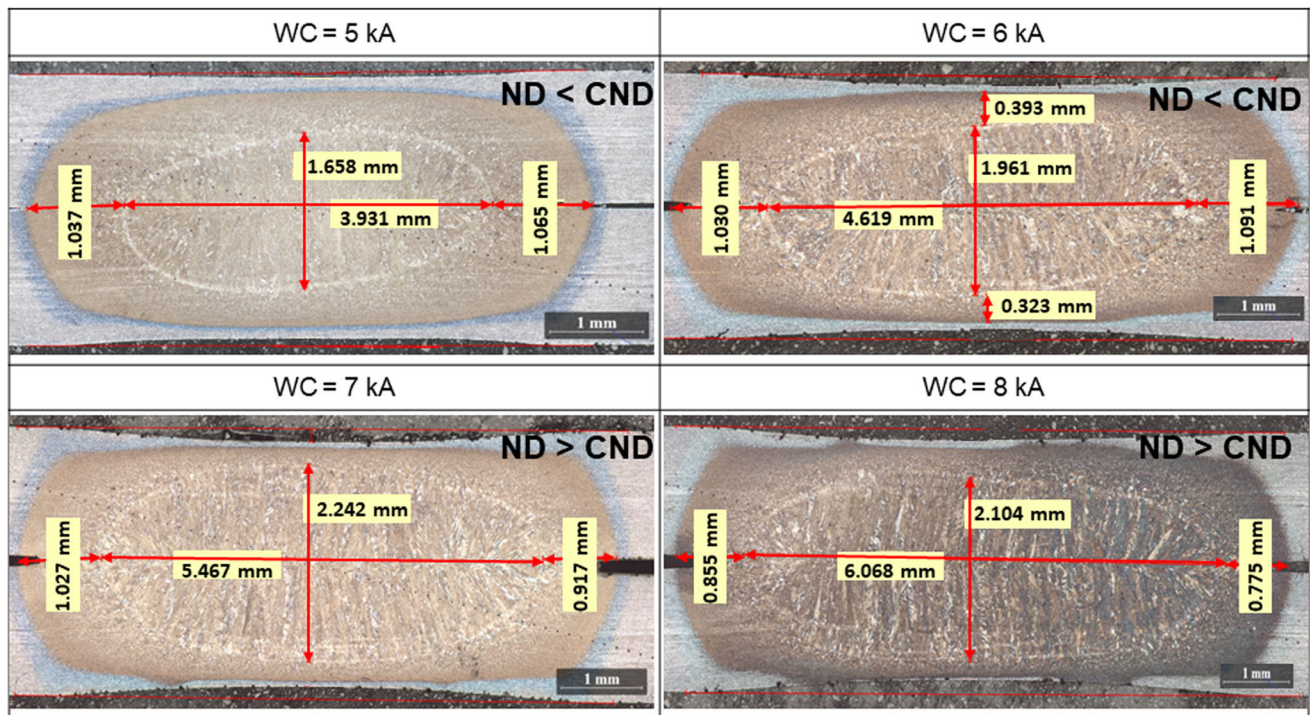 WC = 5 kA
WC = 6 kA
ND < CND
1.658 mm
1.037 mm
3.931 mm
1.065 mm
1 mm
ND < CND
0.393 mm
1.961 mm
1.030 mm
4.619 mm
1.091 mm
0.323 mm
1 mm
WC = 7 kA
WC = 8 kA
ND > CND
2.242 mm
1.027 mm
5.467 mm
0.917 mm
1 mm
ND > CND
2.104 mm
0.855 mm
6.068 mm
0.775 mm
1 mm